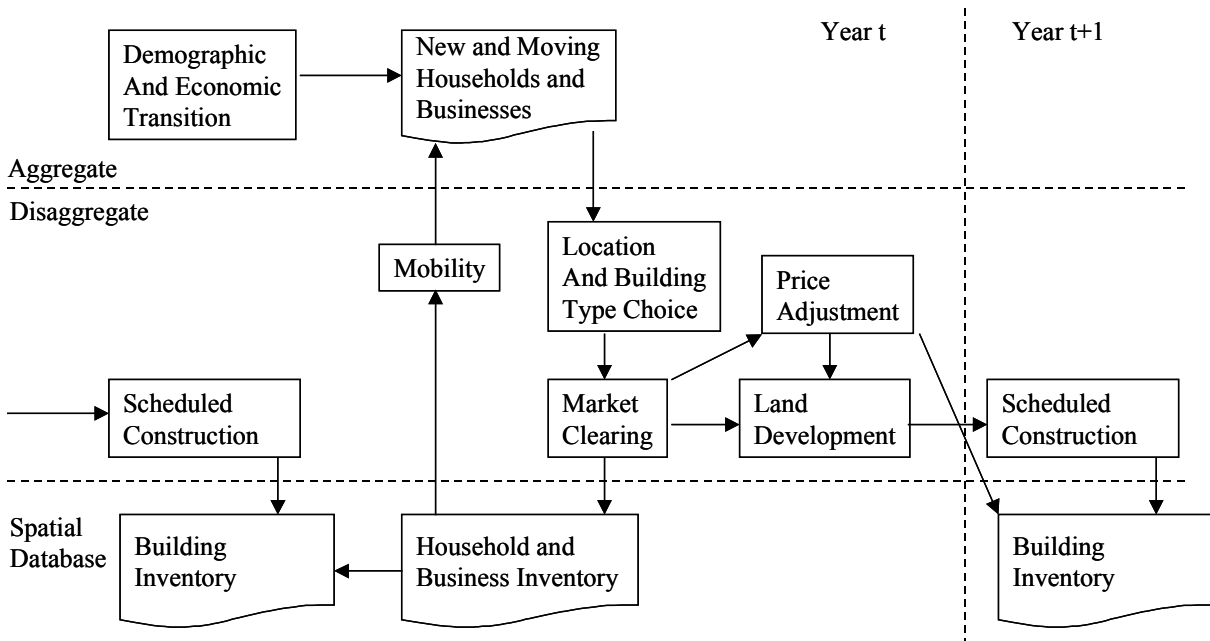 Year t
Year t+1
Demographic
And Economic
Transition
New and Moving
Households and
Businesses
Aggregate
Disaggregate
Mobility
Location
And Building
Type Choice
Price
Adjustment
Scheduled
Construction
Market
Clearing
Land
Development
Scheduled
Construction
Spatial
Database
Building
Inventory
Household and
Business Inventory
Building
Inventory